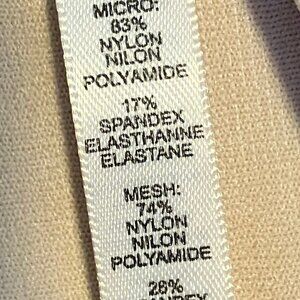 MICRO:
83%
NYLON
NILON
POLYAMIDE
17%
SPANDEX
ELASTHANNE
ELASTANE
MESH:
74%
NYLON
NILON
POLYAMIDE
26%